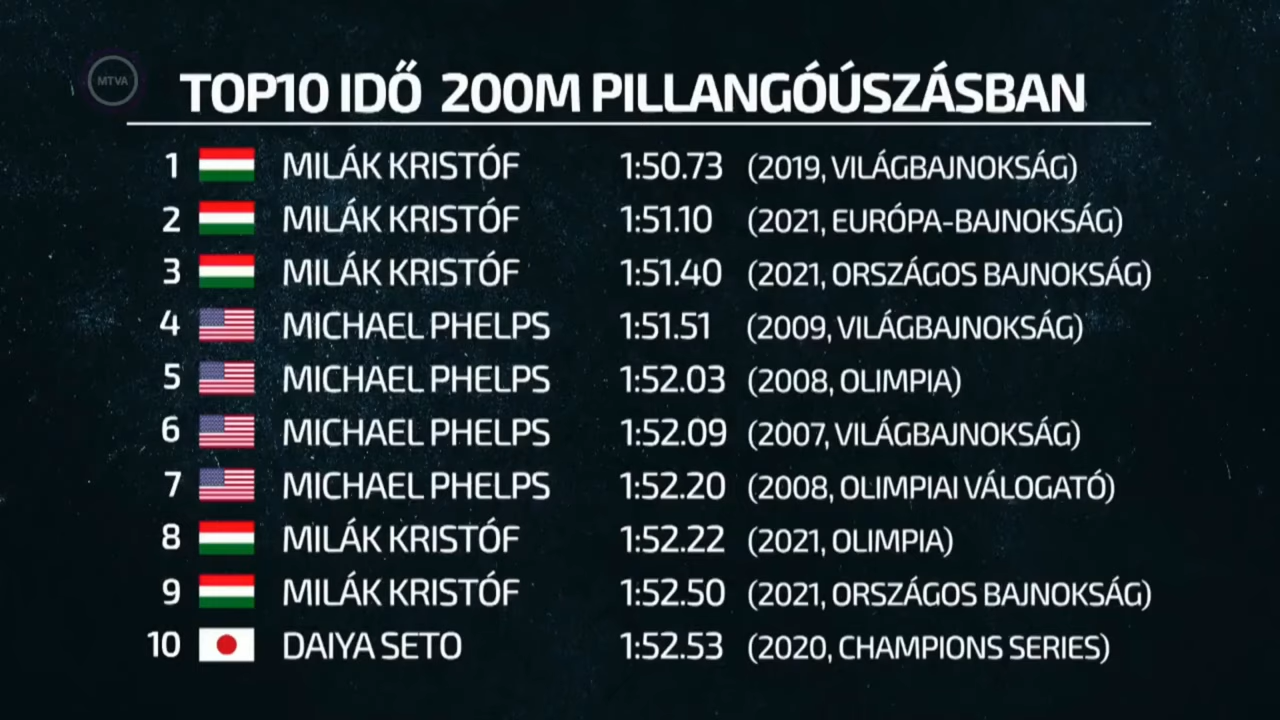 MTVA
TOP10 IDŐ 200M PILLANGÓÚSZÁSBAN
1 MILÁK KRISTÓF 1:50.73 (2019, VILÁGBAJNOKSÁG)
2 MILÁK KRISTÓF 1:51.10 (2021, EURÓPA-BAJNOKSÁG)
3 MILÁK KRISTÓF 1:51.40 (2021, ORSZÁGOS BAJNOKSÁG)
4 MICHAEL PHELPS 1:51.51 (2009, VILÁGBAJNOKSÁG)
5 MICHAEL PHELPS 1:52.03 (2008, OLIMPIA)
6 MICHAEL PHELPS 1:52.09 (2007, VILÁGBAJNOKSÁG)
7 MICHAEL PHELPS 1:52.20 (2008, OLIMPIAI VÁLOGATÓ)
8 MILÁK KRISTÓF 1:52.22 (2021, OLIMPIA)
9 MILÁK KRISTÓF 1:52.50 (2021, ORSZÁGOS BAJNOKSÁG)
10 DAIYA SETO 1:52.53 (2020, CHAMPIONS SERIES)